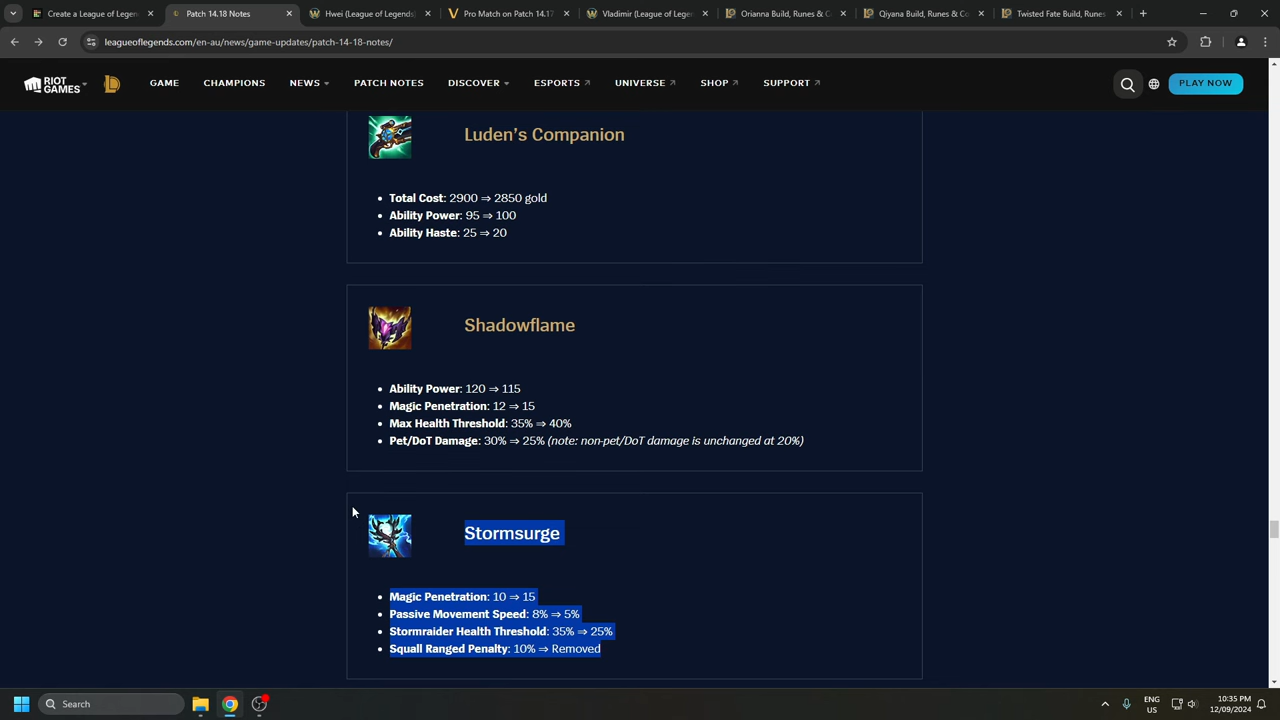 Create a League of Legen
Patch 14.18 Notes
Hwei (League of Legends)
Pro Match on Patch 14.17
Vladimir (League of Legen
Orianna Build, Runes & C
Qiyana Build, Runes & Co
Twisted Fate Build, Runes
leagueoflegends.com/en-au/news/game-updates/patch-14-18-notes/
RIOT GAMES
GAME
CHAMPIONS
NEWS
PATCH NOTES
DISCOVER
ESPORTS
UNIVERSE
SHOP
SUPPORT
PLAY NOW
Luden's Companion
Total Cost: 2900 ⇒ 2850 gold
Ability Power: 95 ⇒ 100
Ability Haste: 25 ⇒ 20
Shadowflame
Ability Power: 120 ⇒ 115
Magic Penetration: 12 ⇒ 15
Max Health Threshold: 35% ⇒ 40%
Pet/DoT Damage: 30% ⇒ 25% (note: non-pet/DoT damage is unchanged at 20%)
Stormsurge
Magic Penetration: 10 ⇒ 15
Passive Movement Speed: 8% ⇒ 5%
Stormraider Health Threshold: 35% ⇒ 25%
Squall Ranged Penalty: 10% ⇒ Removed
Search
ENG
US
10:35 PM
12/09/2024